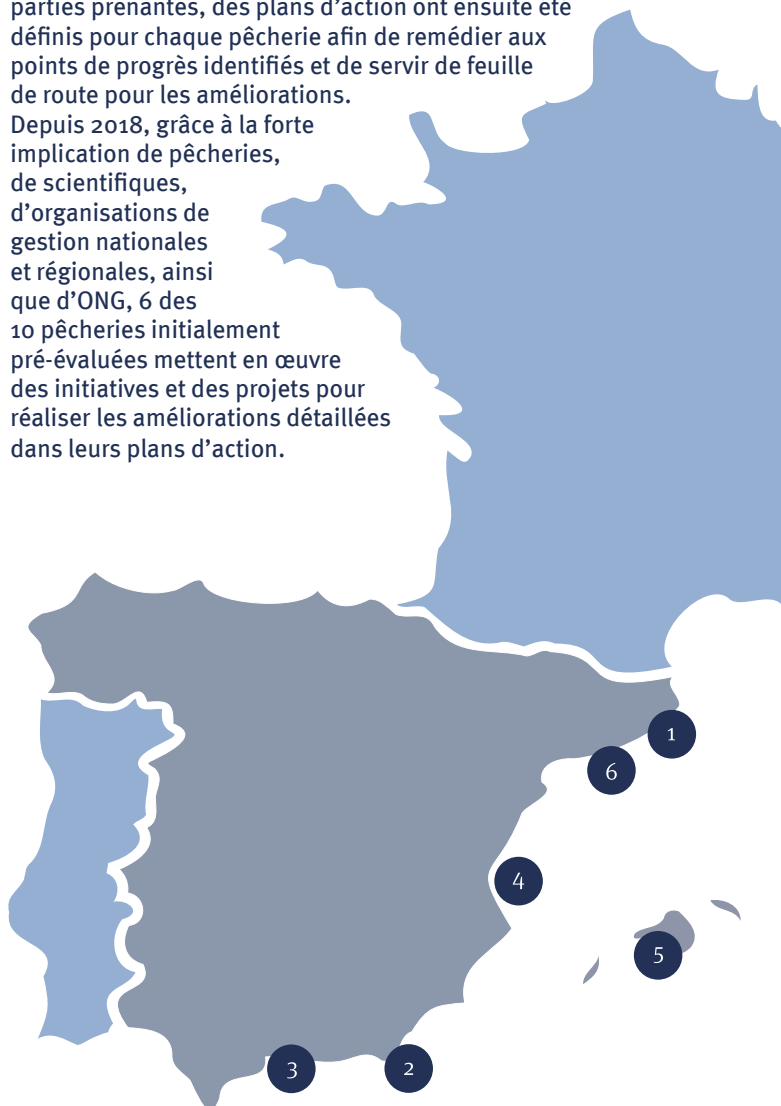 parties prenantes, des plans d'action ont ensuite été
définis pour chaque pêcherie afin de remédier aux
points de progrès identifiés et de servir de feuille
de route pour les améliorations.
Depuis 2018, grâce à la forte
implication de pêcheries,
de scientifiques,
d'organisations de
gestion nationales
et régionales, ainsi
que d'ONG, 6 des
10 pêcheries initialement
pré-évaluées mettent en œuvre
des initiatives et des projets pour
réaliser les améliorations détaillées
dans leurs plans d'action.
1
6
4
5
3
2